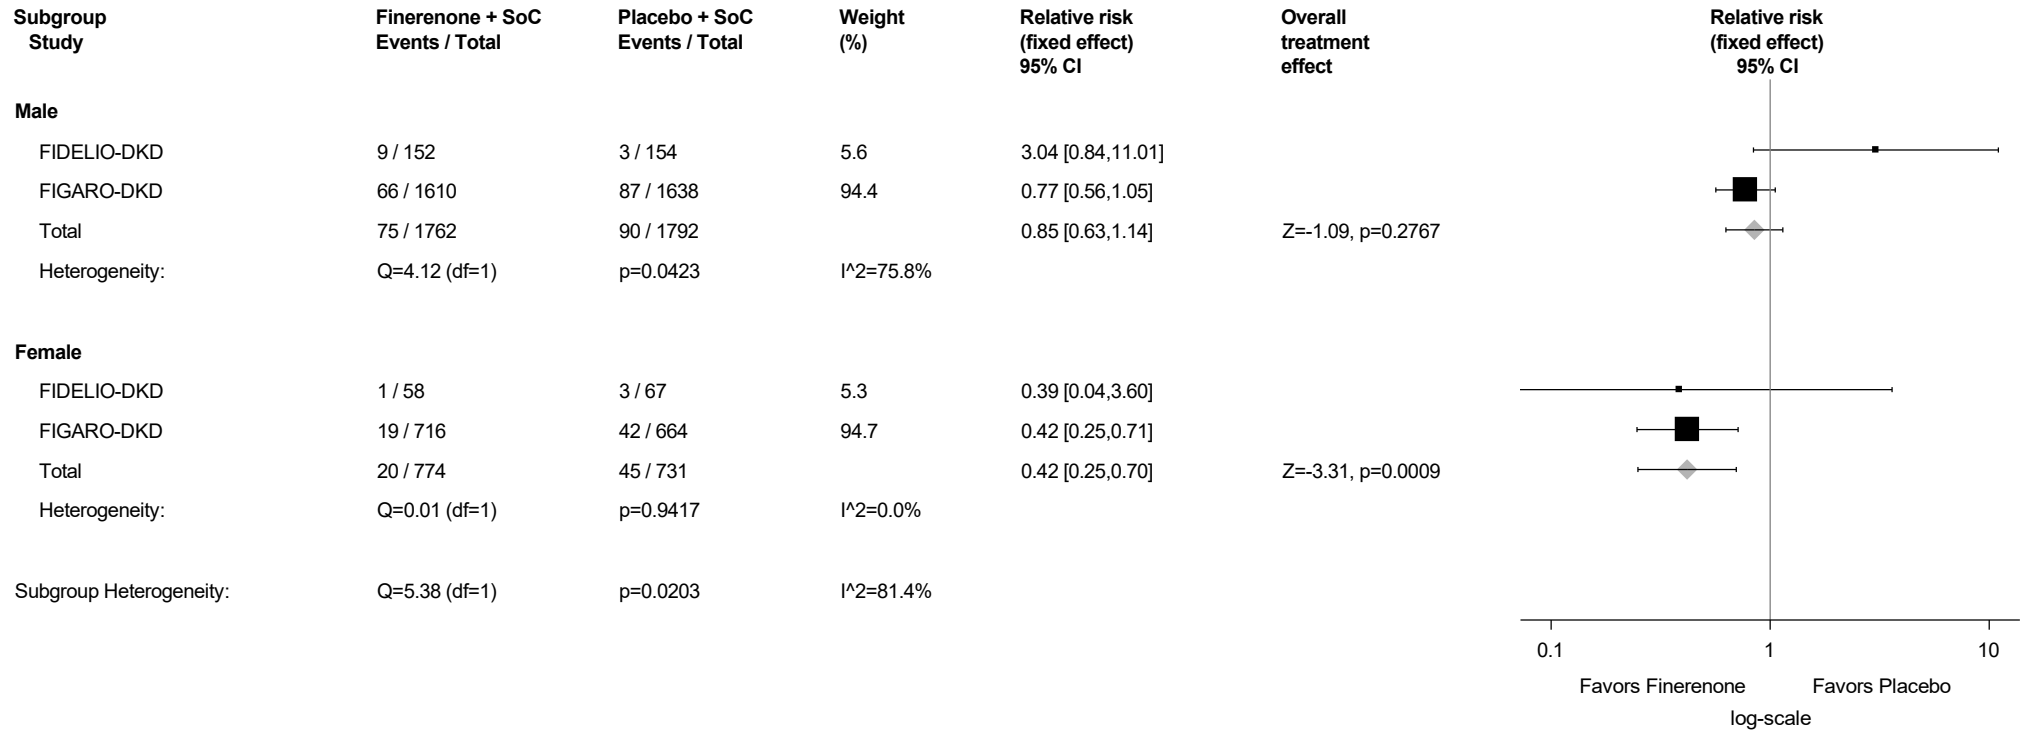 Subgroup Finerenone + SoC Placebo + SoC Weight Relative risk Overall Relative risk
Study Events / Total Events / Total (%) (fixed effect) treatment (fixed effect)
95% CI effect 95% CI
Male
FIDELIO-DKD 9 / 152 3 / 154 5.6 3.04 [0.84,11.01]
FIGARO-DKD 66 / 1610 87 / 1638 94.4 0.77 [0.56,1.05]
Total 75 / 1762 90 / 1792 0.85 [0.63,1.14] Z=-1.09, p=0.2767
Heterogeneity: Q=4.12 (df=1) p=0.0423 I^2=75.8%
Female
FIDELIO-DKD 1 / 58 3 / 67 5.3 0.39 [0.04,3.60]
FIGARO-DKD 19 / 716 42 / 664 94.7 0.42 [0.25,0.71]
Total 20 / 774 45 / 731 0.42 [0.25,0.70] Z=-3.31, p=0.0009
Heterogeneity: Q=0.01 (df=1) p=0.9417 I^2=0.0%
Subgroup Heterogeneity: Q=5.38 (df=1) p=0.0203 I^2=81.4%
0.1 1 10
Favors Finerenone Favors Placebo
log-scale